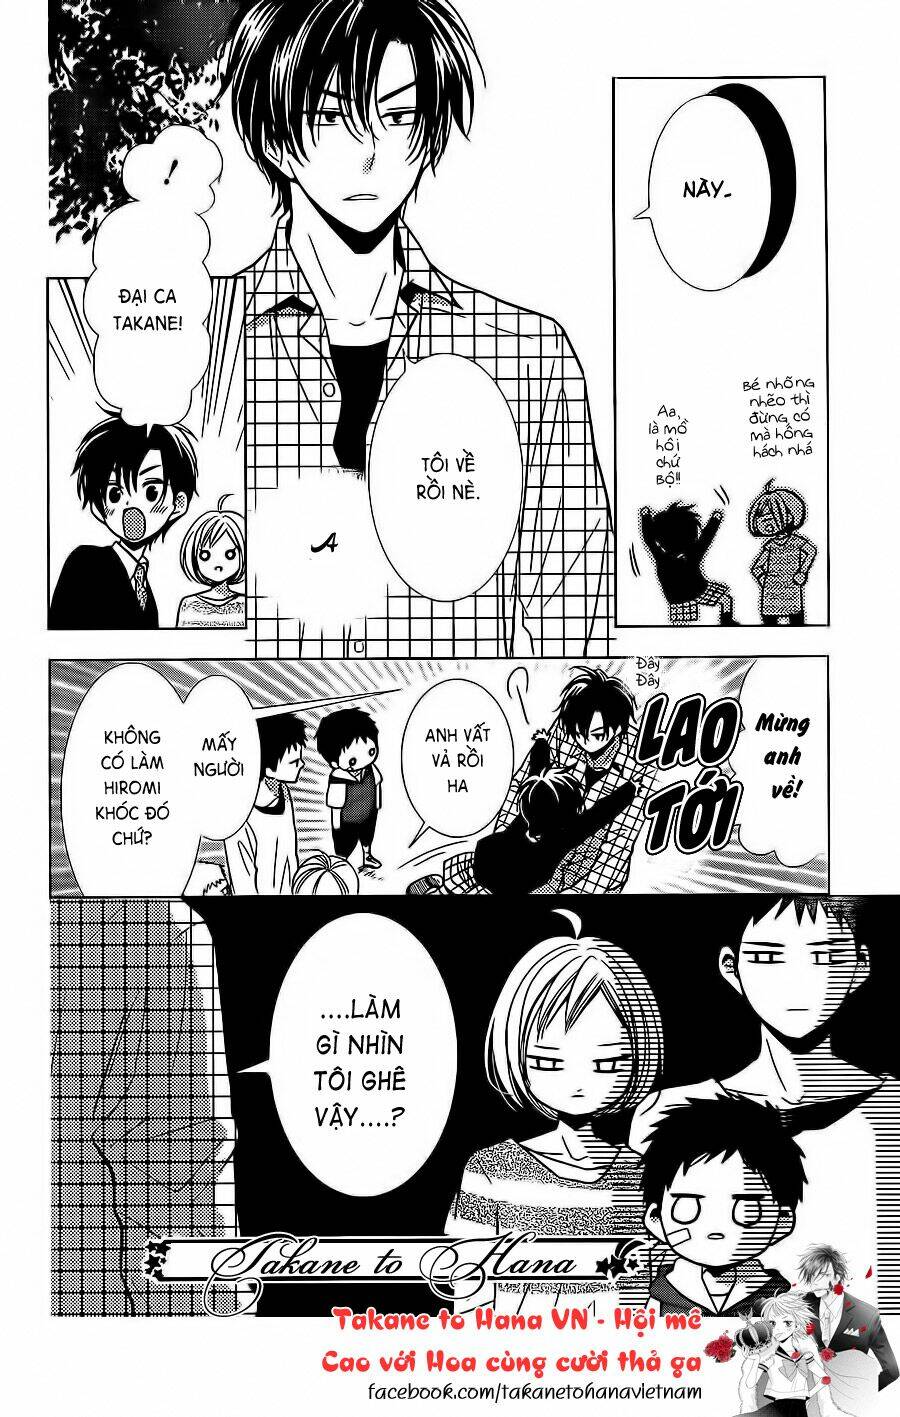 NÀY..
Bé nhõng
nhẽo thì
đừng có
mà hống
hách nhá
Aa,
là mồ
hôi
chứ
bộ!!
TÔI VỀ
RỒI NÈ.
A
!
ĐẠI CA
TAKANE!
Mừng
anh
về!
LAO
TỚI
Đây
Đây
ANH VẤT
VẢ RỒI
HA
MẤY
NGƯỜI
KHÔNG
CÓ LÀM
HIROMI
KHÓC ĐÓ
CHỨ?
....LÀM
GÌ NHÌN
TÔI GHÊ
VẬY....?
Takane to Hana
Takane to Hana VN - Hội mê
Cao với Hoa cùng cười thả ga
facebook.com/takanetohanavietnam